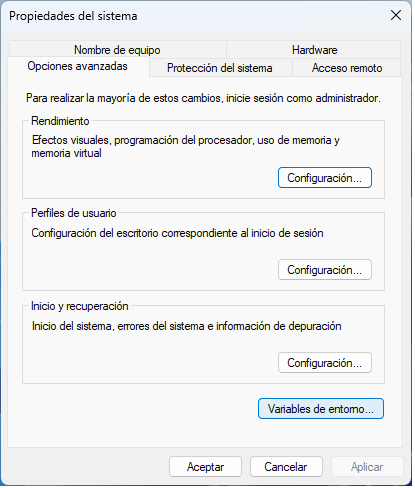 Propiedades del sistema
Nombre de equipo
Hardware
Opciones avanzadas
Protección del sistema
Acceso remoto
Para realizar la mayoría de estos cambios, inicie sesión como administrador.
Rendimiento
Efectos visuales, programación del procesador, uso de memoria y
memoria virtual
Configuración...
Perfiles de usuario
Configuración del escritorio correspondiente al inicio de sesión
Configuración...
Inicio y recuperación
Inicio del sistema, errores del sistema e información de depuración
Configuración...
Variables de entorno...
Aceptar
Cancelar
Aplicar